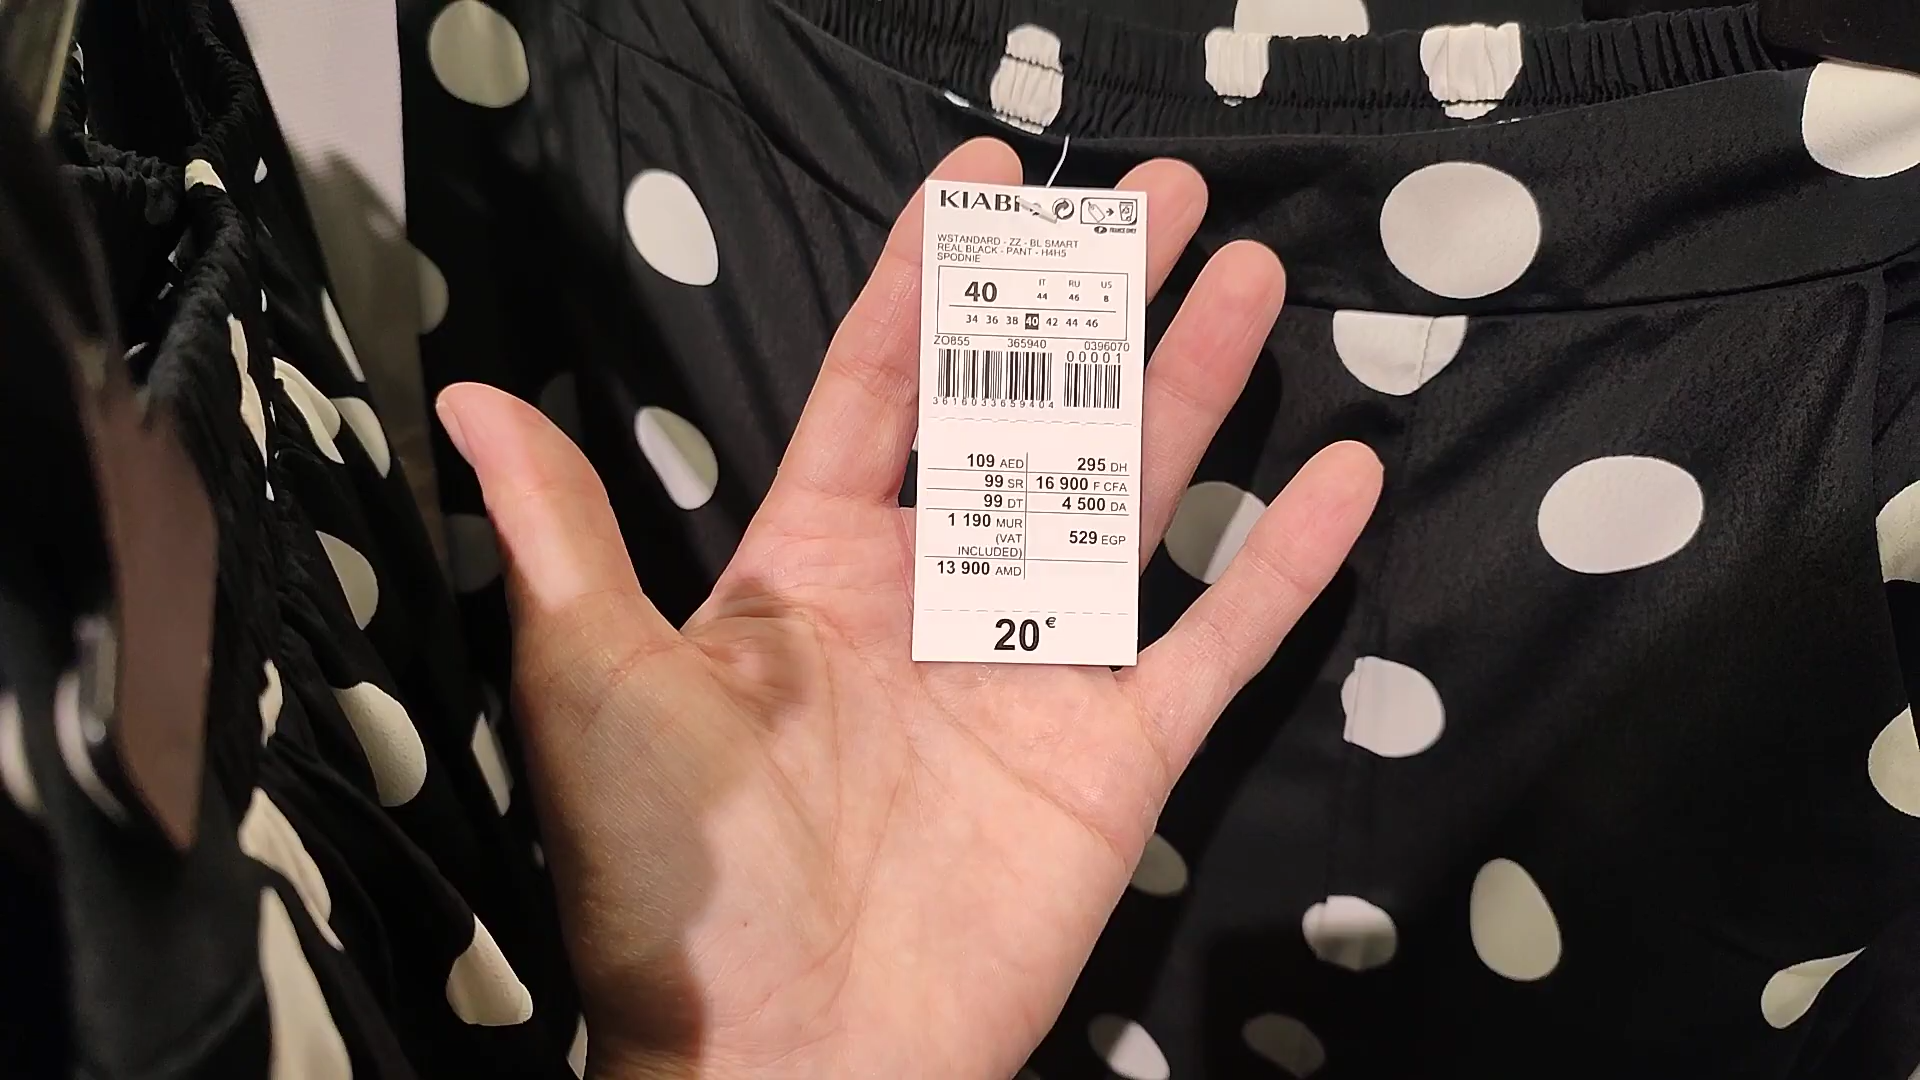 KIABI
FRANCE ONLY
WSTANDARD - ZZ - BL SMART
REAL BLACK - PANT - H4H5
SPODNIE
40 IT 44 RU 46 US 8
34 36 38 40 42 44 46
ZO855 365940 0396070
00001
3616033659404
109 AED 295 DH
99 SR 16 900 F CFA
99 DT 4 500 DA
1 190 MUR
(VAT
INCLUDED) 529 EGP
13 900 AMD
20€